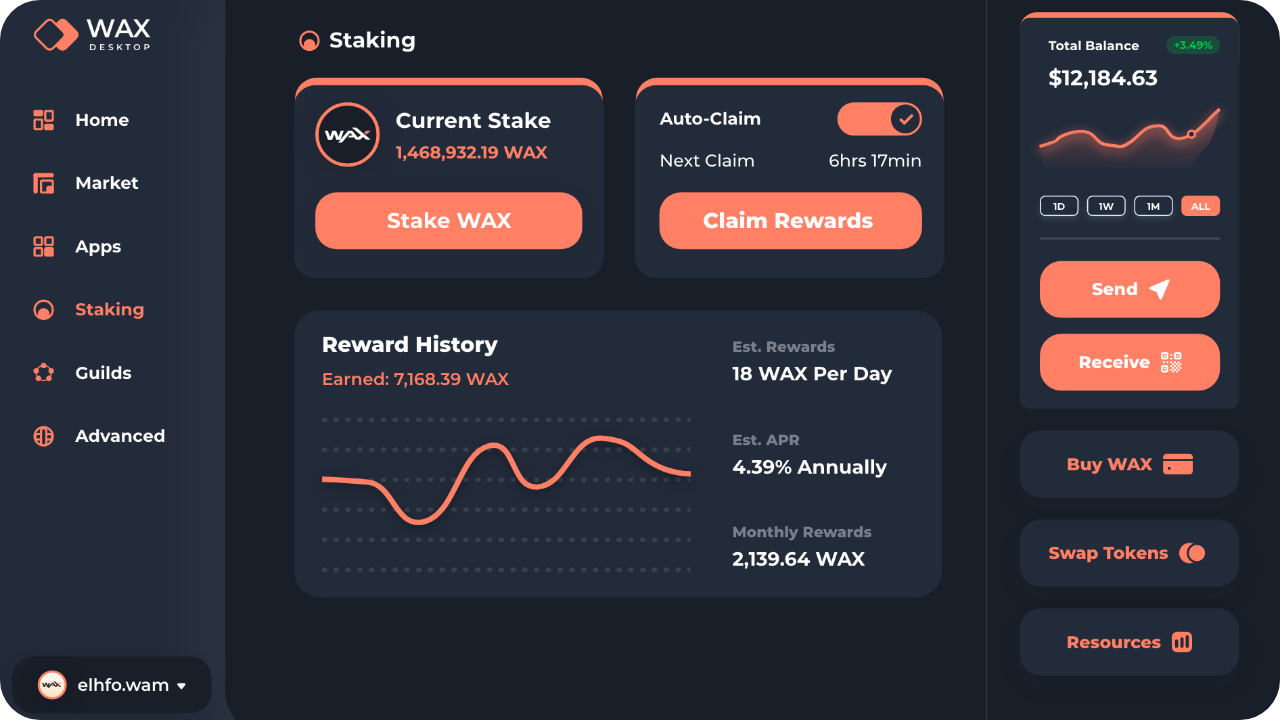 WAX
DESKTOP
Home
Market
Apps
Staking
Guilds
Advanced
elhfo.wam
Staking
WAX
Current Stake
1,468,932.19 WAX
Stake WAX
Auto-Claim
Next Claim 6hrs 17min
Claim Rewards
Reward History
Earned: 7,168.39 WAX
Est. Rewards
18 WAX Per Day
Est. APR
4.39% Annually
Monthly Rewards
2,139.64 WAX
Total Balance +3.49%
$12,184.63
1D 1W 1M ALL
Send
Receive
Buy WAX
Swap Tokens
Resources